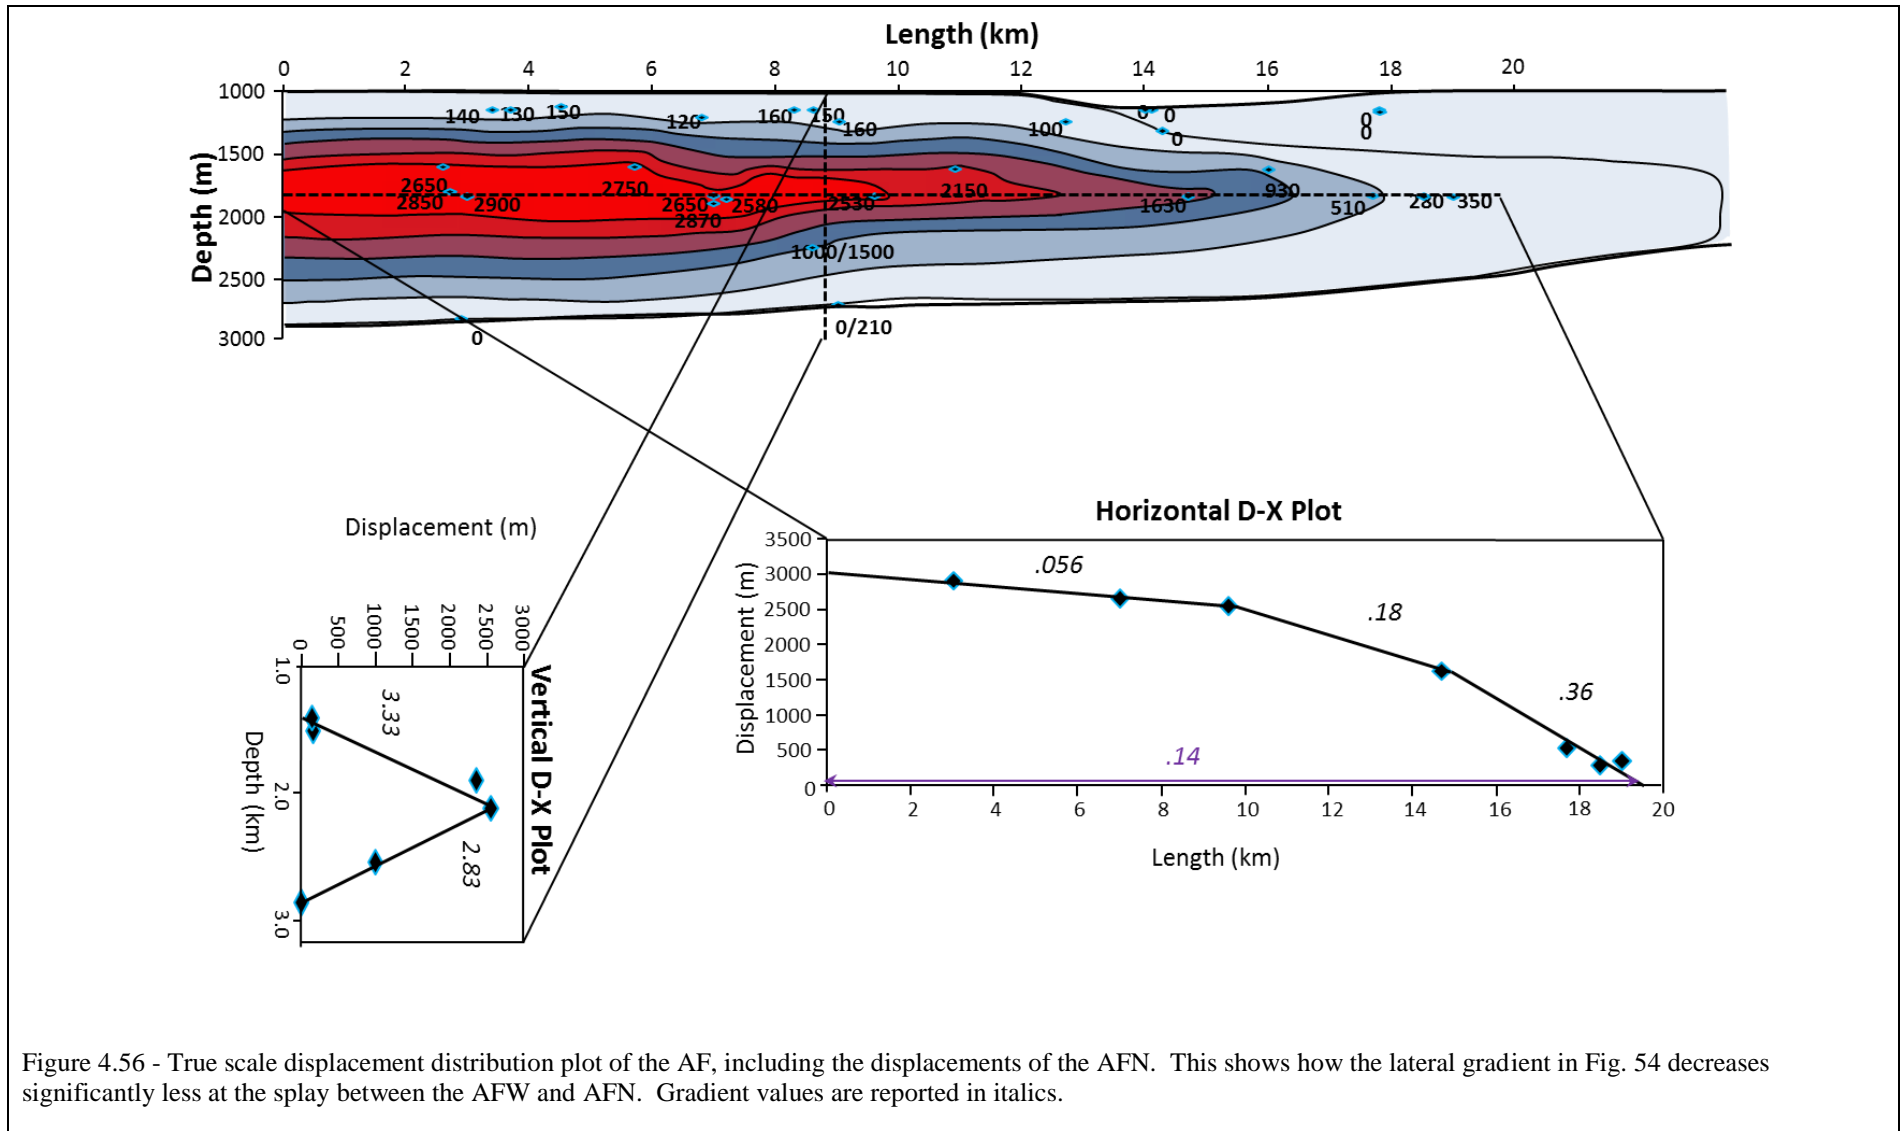 Length (km)
0 2 4 6 8 10 12 14 16 18 20
Depth (m)
1000
1500
2000
2500
3000
140 130 150 120 160 150 160 100 0 0 0 0 0
2650 2850 2900 2750 2650 2870 2580 2530 2150 1630 930 510 280 350
1000/1500
0/210
0
Displacement (m)
0 500 1000 1500 2000 2500 3000
Depth (km)
1.0 2.0 3.0
3.33
2.83
Vertical D-X Plot
Horizontal D-X Plot
Displacement (m)
3500
3000
2500
2000
1500
1000
500
0
.056
.18
.36
.14
0 2 4 6 8 10 12 14 16 18 20
Length (km)
Figure 4.56 - True scale displacement distribution plot of the AF, including the displacements of the AFN. This shows how the lateral gradient in Fig. 54 decreases
significantly less at the splay between the AFW and AFN. Gradient values are reported in italics.